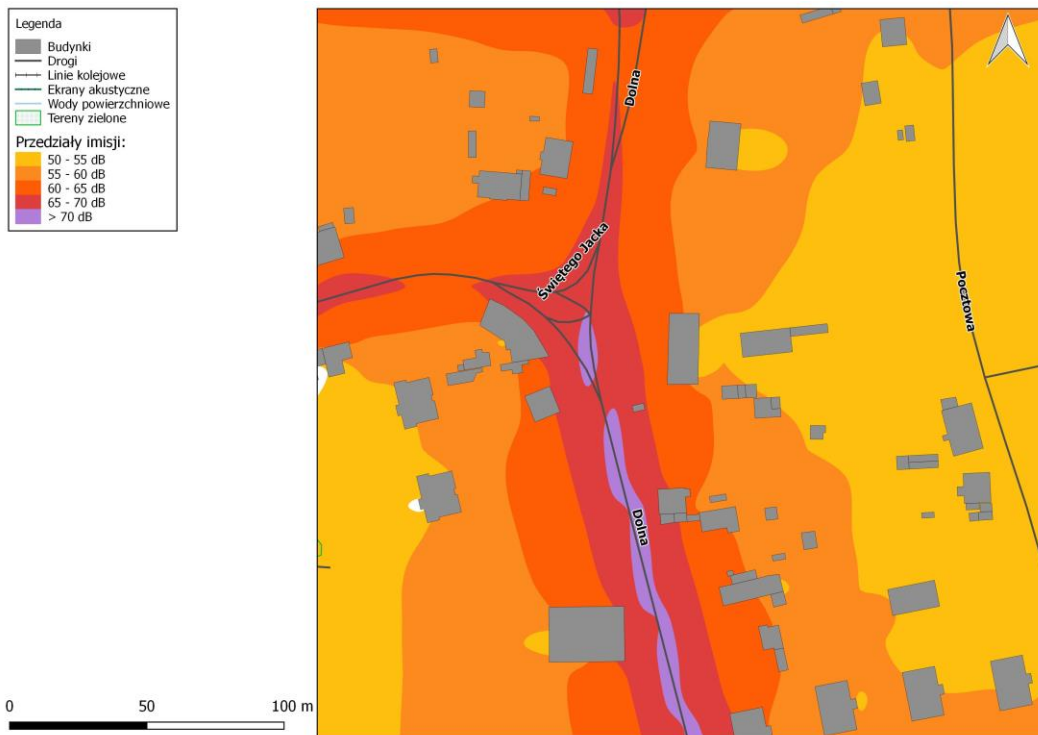 Legenda
Budynki
Drogi
Linie kolejowe
Ekrany akustyczne
Wody powierzchniowe
Tereny zielone
Przedziały imisji:
50 - 55 dB
55 - 60 dB
60 - 65 dB
65 - 70 dB
> 70 dB
Dolna
Świętego Jacka
Pocztowa
Dolna
0 50 100 m